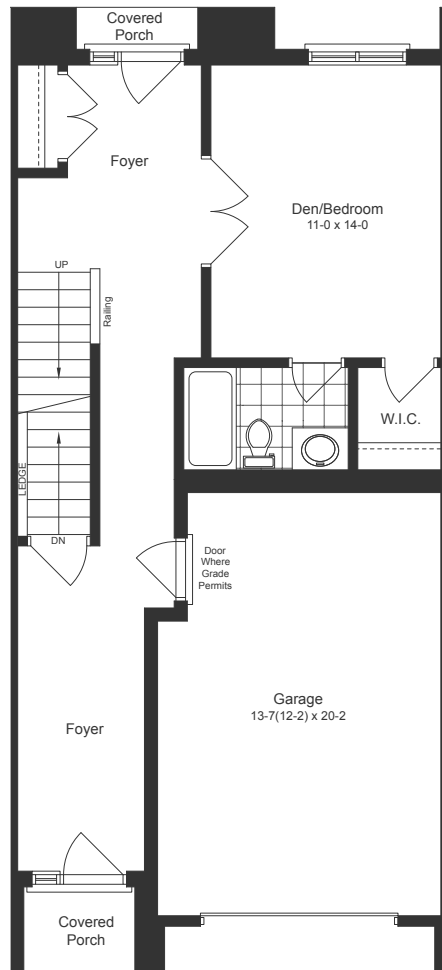 Covered
Porch
Foyer
Den/Bedroom
11-0 x 14-0
UP
Railing
W.I.C.
LEDGE
DN
Door
Where
Grade
Permits
Garage
13-7(12-2) x 20-2
Foyer
Covered
Porch